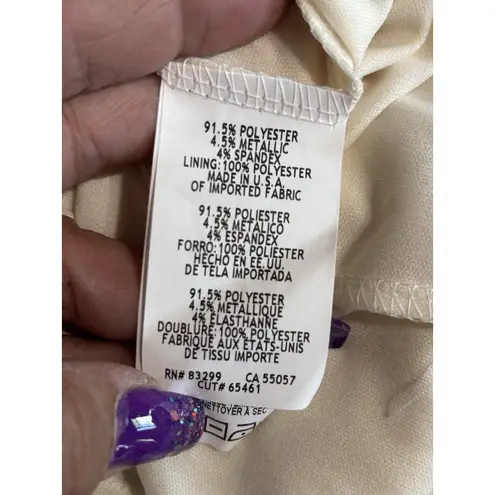 91.5% POLYESTER
4.5% METALLIC
4% SPANDEX
LINING:100% POLYESTER
MADE IN U.S.A.
OF IMPORTED FABRIC
91.5% POLIESTER
4.5% METALICO
4% ESPANDEX
FORRO:100% POLIESTER
HECHO EN EE.UU.
DE TELA IMPORTADA
91.5% POLYESTER
4.5% METALLIQUE
4% ELASTHANNE
DOUBLURE:100% POLYESTER
FABRIQUE AUX ETATS-UNIS
DE TISSU IMPORTE
RN# 83299 CA 55057
CUT# 65461
NETTOYER A SEC